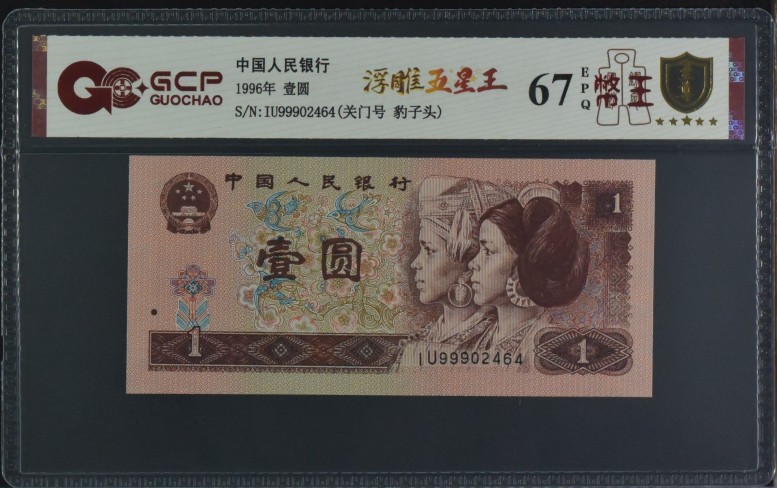 GCP
GUOCHAO
中国人民银行
1996年 壹圆
S/N:IU99902464(关门号 豹子头)
浮雕五星王
67
EPQ
中国人民银行
壹圆
1
1
1
IU99902464